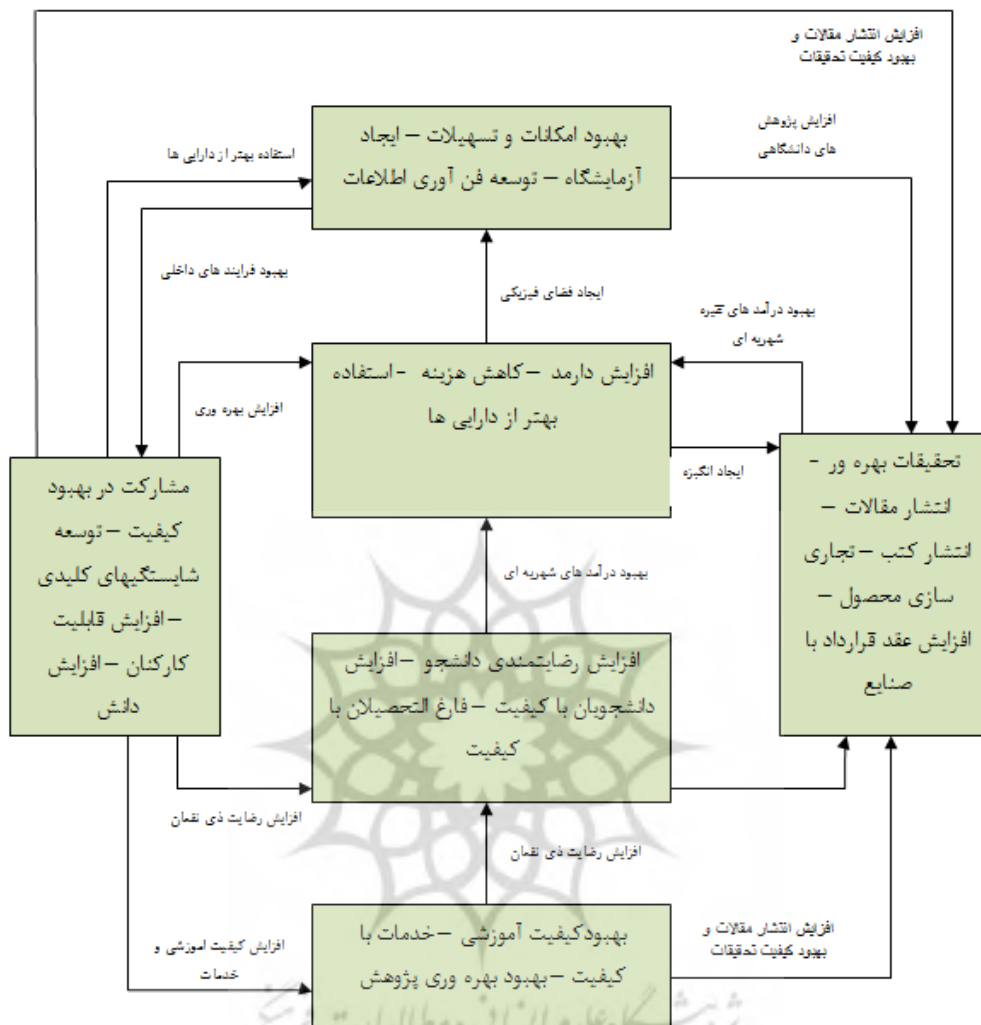 افزایش انتشار مقالات و
بهبود کیفیت تحقیقات
بهبود امکانات و تسهیلات – ایجاد
آزمایشگاه – توسعه فن آوری اطلاعات
افزایش پژوهش
های دانشگاهی
استفاده بهتر از دارایی ها
بهبود فرایند های داخلی
ایجاد فضای فیزیکی
بهبود درآمد های غیره
شهریه ای
افزایش دارمد – کاهش هزینه - استفاده
بهتر از دارایی ها
افزایش بهره وری
ایجاد انگیزه
تحقیقات بهره ور -
انتشار مقالات –
انتشار کتب – تجاری
سازی محصول –
افزایش عقد قرارداد با
صنایع
مشارکت در بهبود
کیفیت – توسعه
شایستگیهای کلیدی
– افزایش قابلیت
کارکنان – افزایش
دانش
بهبود درآمد های شهریه ای
افزایش رضایتمندی دانشجو – افزایش
دانشجویان با کیفیت – فارغ التحصیلان با
کیفیت
افزایش رضایت ذی نفعان
افزایش رضایت ذی نفعان
بهبودکیفیت آموزشی – خدمات با
کیفیت – بهبود بهره وری پژوهش
افزایش کیفیت اموزشی و
خدمات
افزایش انتشار مقالات و
بهبود کیفیت تحقیقات